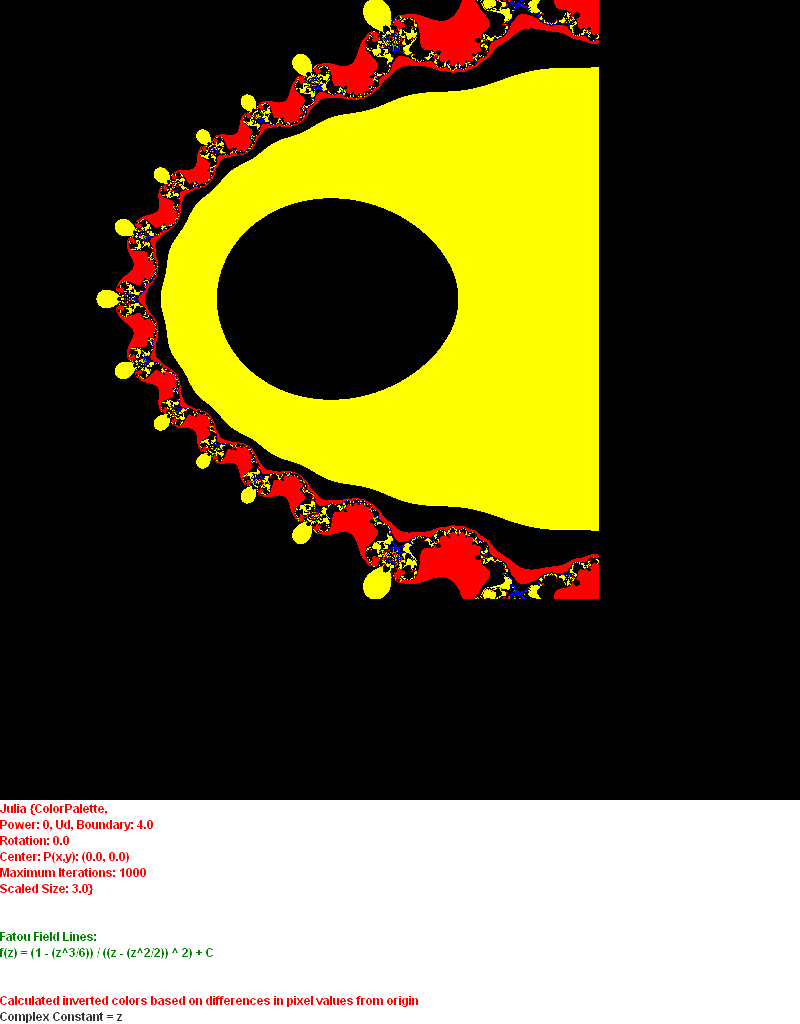 Julia {ColorPalette,
Power: 0, Ud, Boundary: 4.0
Rotation: 0.0
Center: P(x,y): (0.0, 0.0)
Maximum Iterations: 1000
Scaled Size: 3.0}
Fatou Field Lines:
f(z) = (1 - (z^3/6)) / ((z - (z^2/2)) ^ 2) + C
Calculated inverted colors based on differences in pixel values from origin
Complex Constant = z